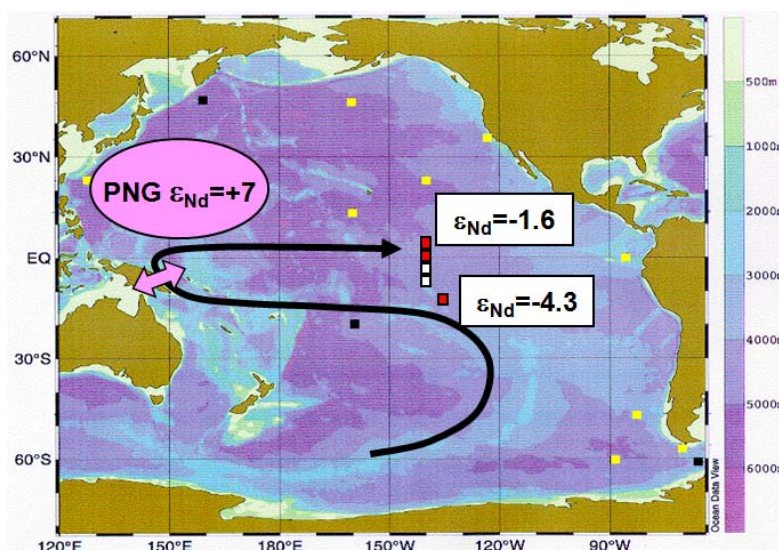 60°N
30°N
EQ
30°S
60°S
PNG εNd=+7
εNd=-1.6
εNd=-4.3
120°E
150°E
180°W
150°W
120°W
90°W
500m
1000m
2000m
3000m
4000m
5000m
6000m
Ocean Data View